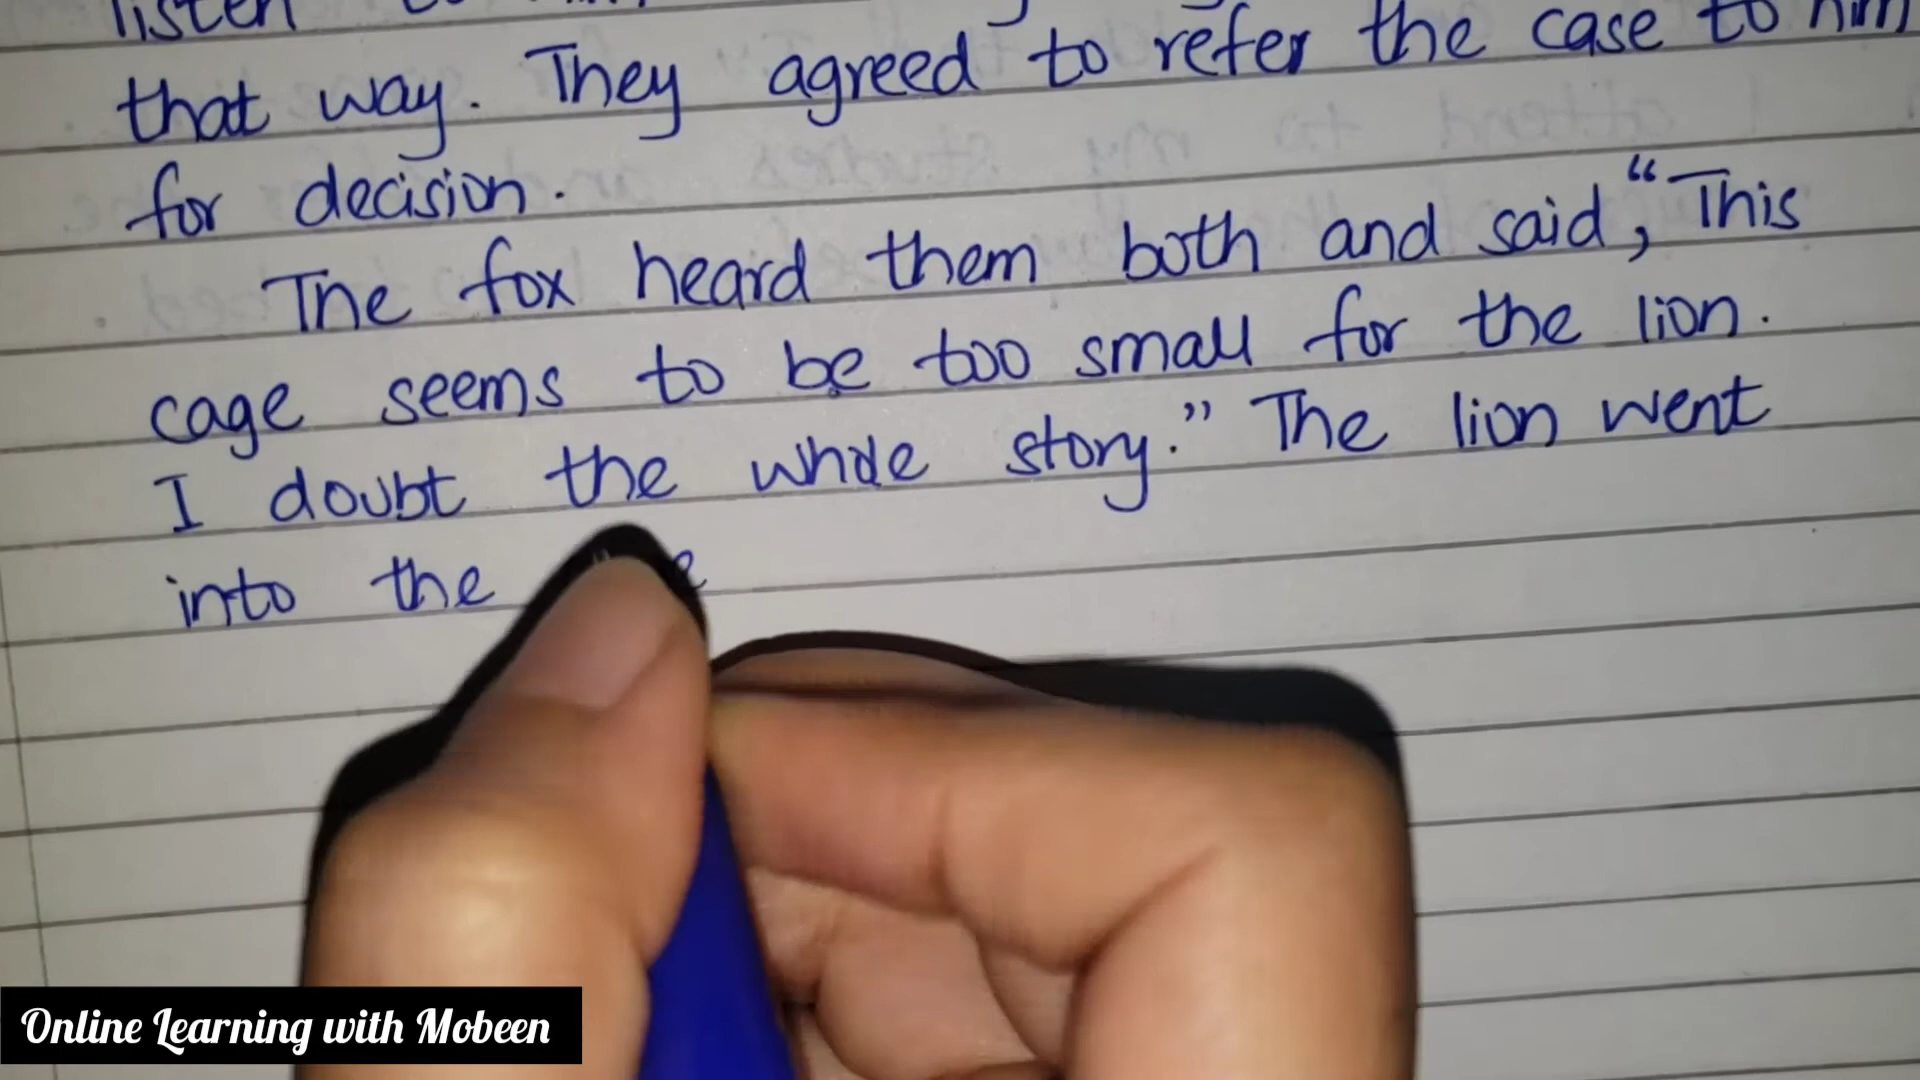 listen
that way. They agreed to refer the case to him
for decision.
The fox heard them both and said, "This
cage seems to be too small for the lion.
I doubt the whole story." The lion went
into the
Online Learning with Mobeen